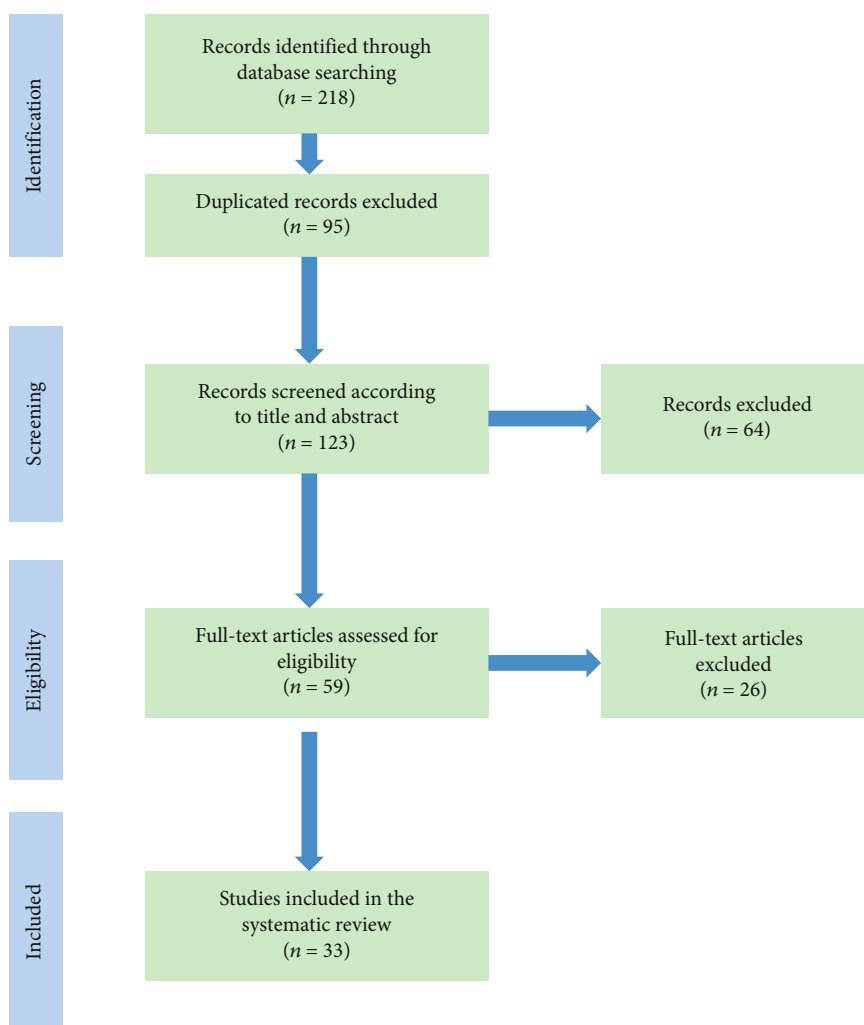 Identification
Records identified through
database searching
(n = 218)
Duplicated records excluded
(n = 95)
Screening
Records screened according
to title and abstract
(n = 123)
Records excluded
(n = 64)
Eligibility
Full-text articles assessed for
eligibility
(n = 59)
Full-text articles
excluded
(n = 26)
Included
Studies included in the
systematic review
(n = 33)